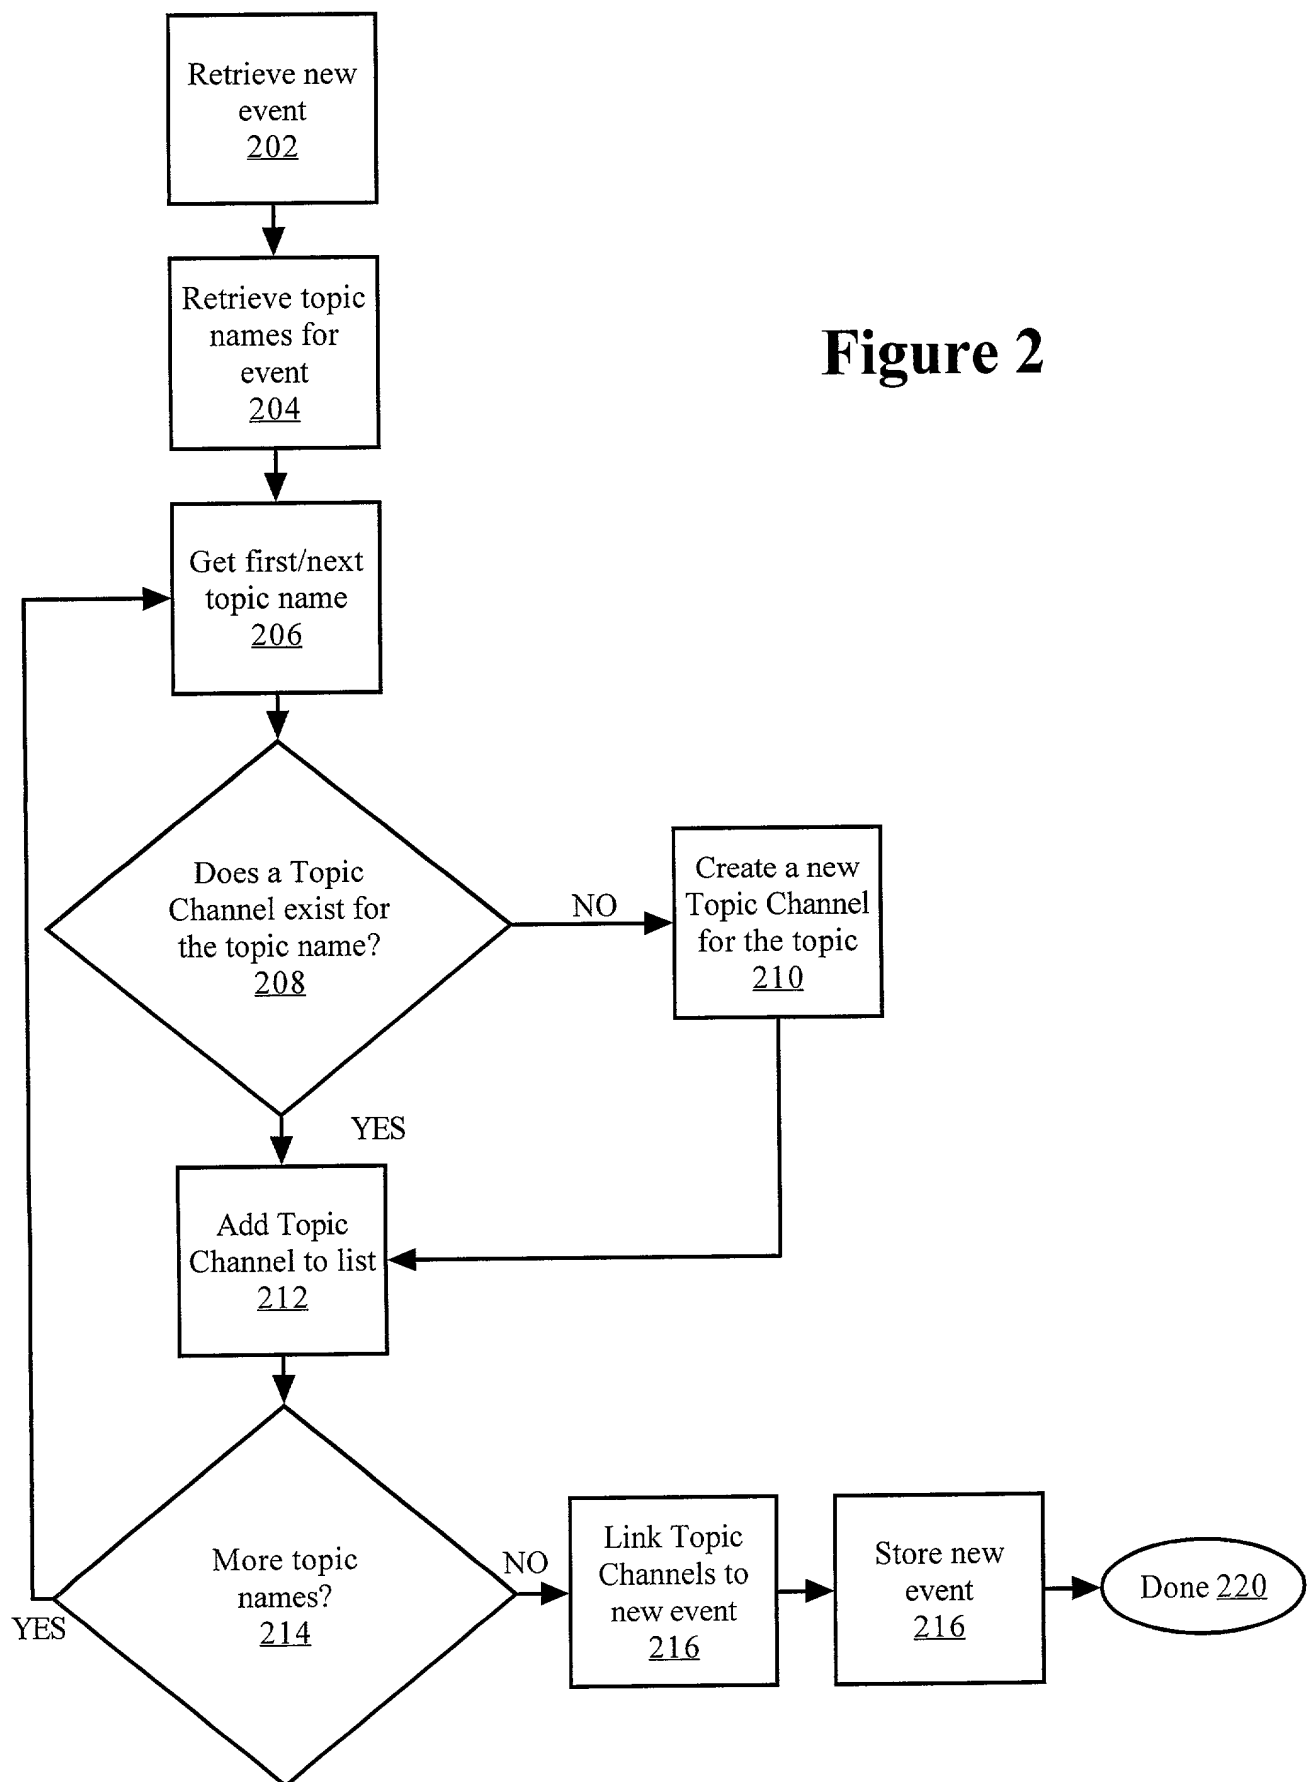 Retrieve new
event
202
Retrieve topic
names for
event
204
Figure 2
Get first/next
topic name
206
Does a Topic
Channel exist for
the topic name?
208
NO
Create a new
Topic Channel
for the topic
210
YES
Add Topic
Channel to list
212
More topic
names?
214
YES
NO
Link Topic
Channels to
new event
216
Store new
event
216
Done 220